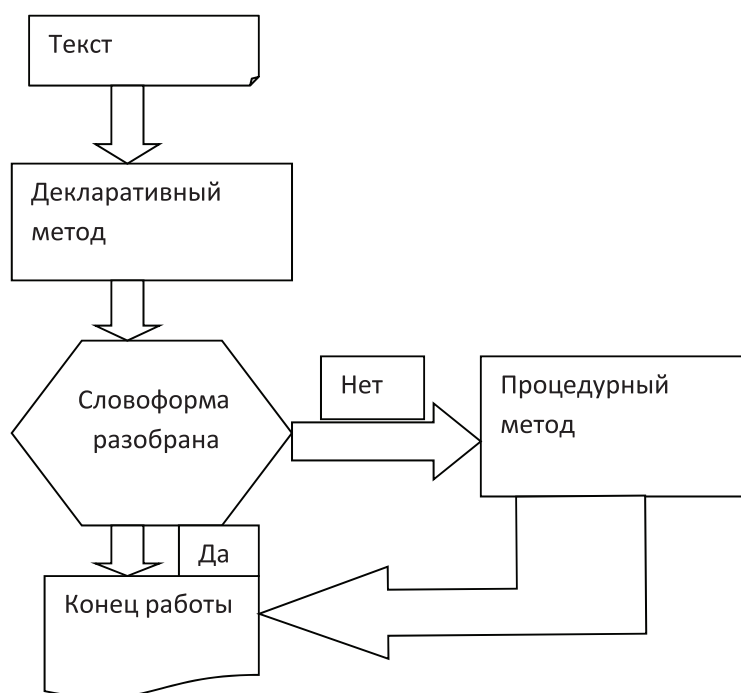 Текст
Декларативный
метод
Словоформа
разобрана
Нет
Процедурный
метод
Да
Конец работы